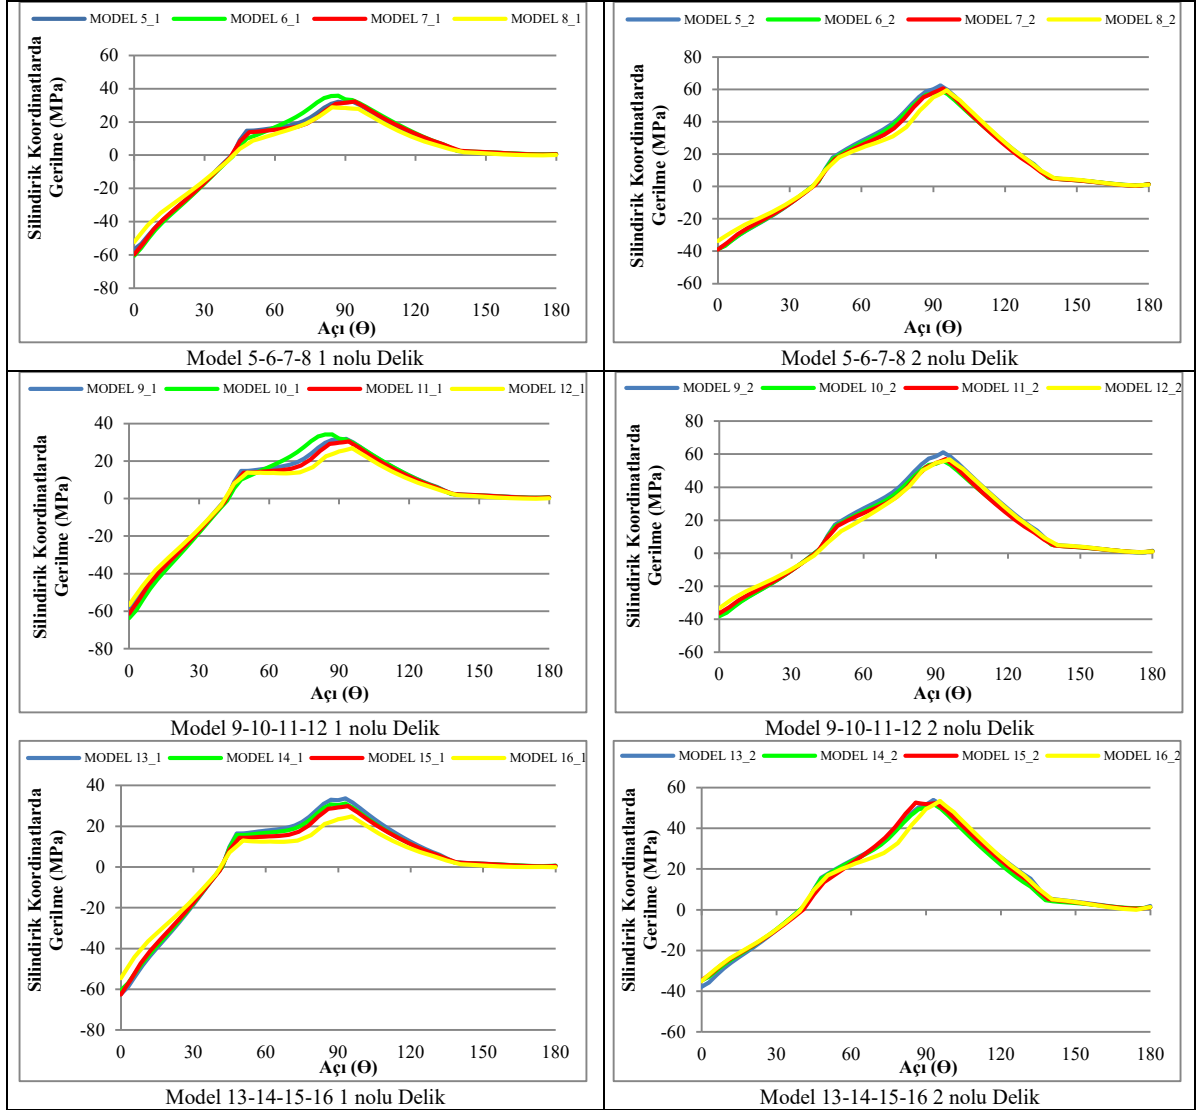 MODEL 5_1 MODEL 6_1 MODEL 7_1 MODEL 8_1
Silindirik Koordinatlarda
Gerilme (MPa)
60
40
20
0
-20
-40
-60
-80
0 30 60 90 120 150 180
Açı (Ө)
Model 5-6-7-8 1 nolu Delik
MODEL 5_2 MODEL 6_2 MODEL 7_2 MODEL 8_2
Silindirik Koordinatlarda
Gerilme (MPa)
80
60
40
20
0
-20
-40
-60
0 30 60 90 120 150 180
Açı (Ө)
Model 5-6-7-8 2 nolu Delik
MODEL 9_1 MODEL 10_1 MODEL 11_1 MODEL 12_1
Silindirik Koordinatlarda
Gerilme (MPa)
40
20
0
-20
-40
-60
-80
0 30 60 90 120 150 180
Açı (Ө)
Model 9-10-11-12 1 nolu Delik
MODEL 9_2 MODEL 10_2 MODEL 11_2 MODEL 12_2
Silindirik Koordinatlarda
Gerilme (MPa)
80
60
40
20
0
-20
-40
-60
0 30 60 90 120 150 180
Açı (Ө)
Model 9-10-11-12 2 nolu Delik
MODEL 13_1 MODEL 14_1 MODEL 15_1 MODEL 16_1
Silindirik Koordinatlarda
Gerilme (MPa)
40
20
0
-20
-40
-60
-80
0 30 60 90 120 150 180
Açı (Ө)
Model 13-14-15-16 1 nolu Delik
MODEL 13_2 MODEL 14_2 MODEL 15_2 MODEL 16_2
Silindirik Koordinatlarda
Gerilme (MPa)
60
40
20
0
-20
-40
-60
0 30 60 90 120 150 180
Açı (Ө)
Model 13-14-15-16 2 nolu Delik